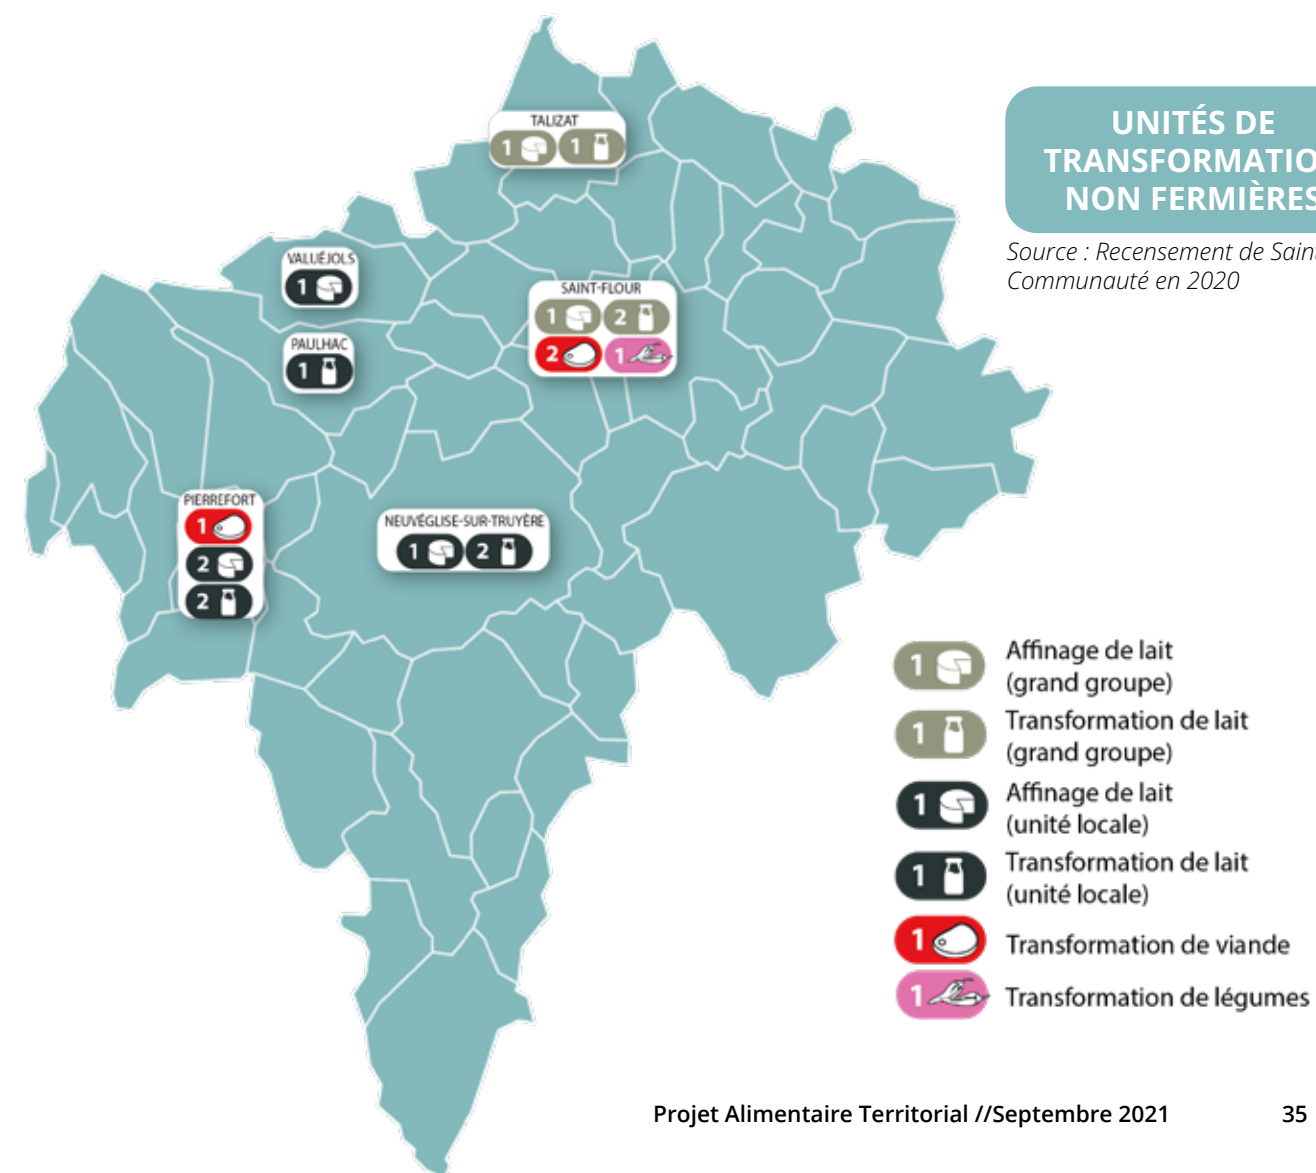 TALIZAT
1 1
VALUÉJOLS
1
PAULHAC
1
SAINT-FLOUR
1 2
2 1
PIERREFORT
1
2
2
NEUVÉGLISE-SUR-TRUYÈRE
1 2
UNITÉS DE
TRANSFORMATIO
NON FERMIÈRES
Source : Recensement de Sain
Communauté en 2020
1 Affinage de lait
(grand groupe)
1 Transformation de lait
(grand groupe)
1 Affinage de lait
(unité locale)
1 Transformation de lait
(unité locale)
1 Transformation de viande
1 Transformation de légumes
Projet Alimentaire Territorial //Septembre 2021 35